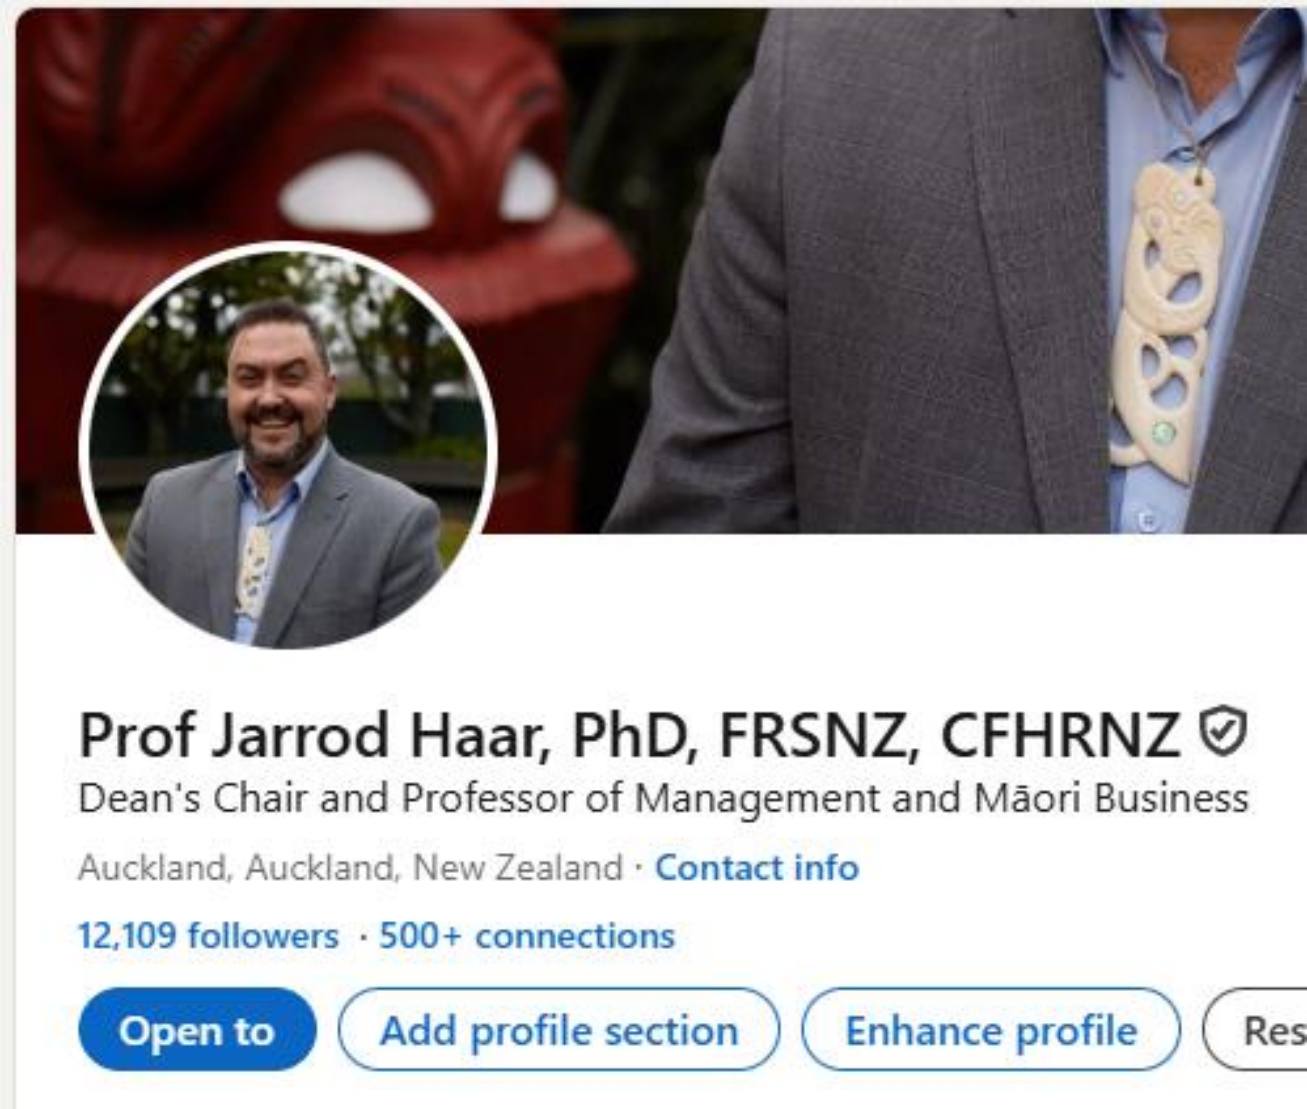 Prof Jarrod Haar, PhD, FRSNZ, CFHRNZ
Dean's Chair and Professor of Management and Māori Business
Auckland, Auckland, New Zealand · Contact info
12,109 followers · 500+ connections
Open to Add profile section Enhance profile Res